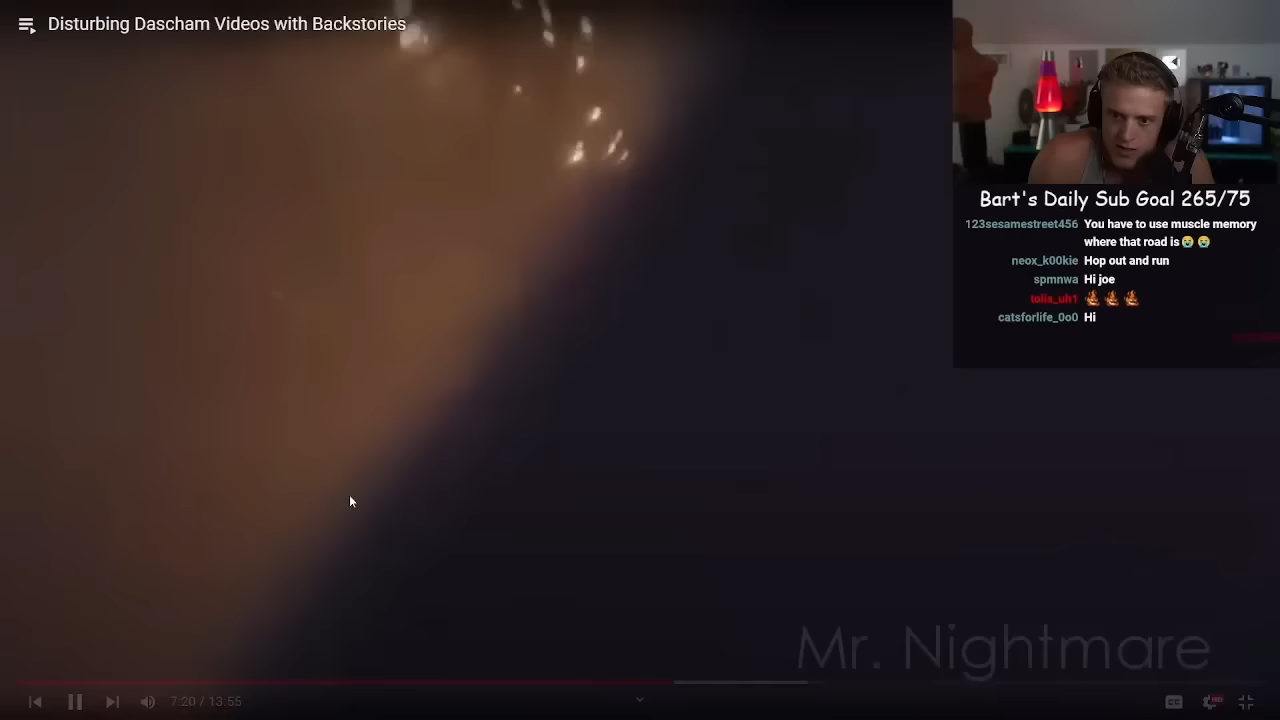 Disturbing Dascham Videos with Backstories
Bart's Daily Sub Goal 265/75
123sesamestreet456 You have to use muscle memory
where that road is
neox_k00kie Hop out and run
spmnwa Hi joe
tolis_uh1
catsforlife_0o0 Hi
Mr. Nightmare
7:20 / 13:55
CC
HD